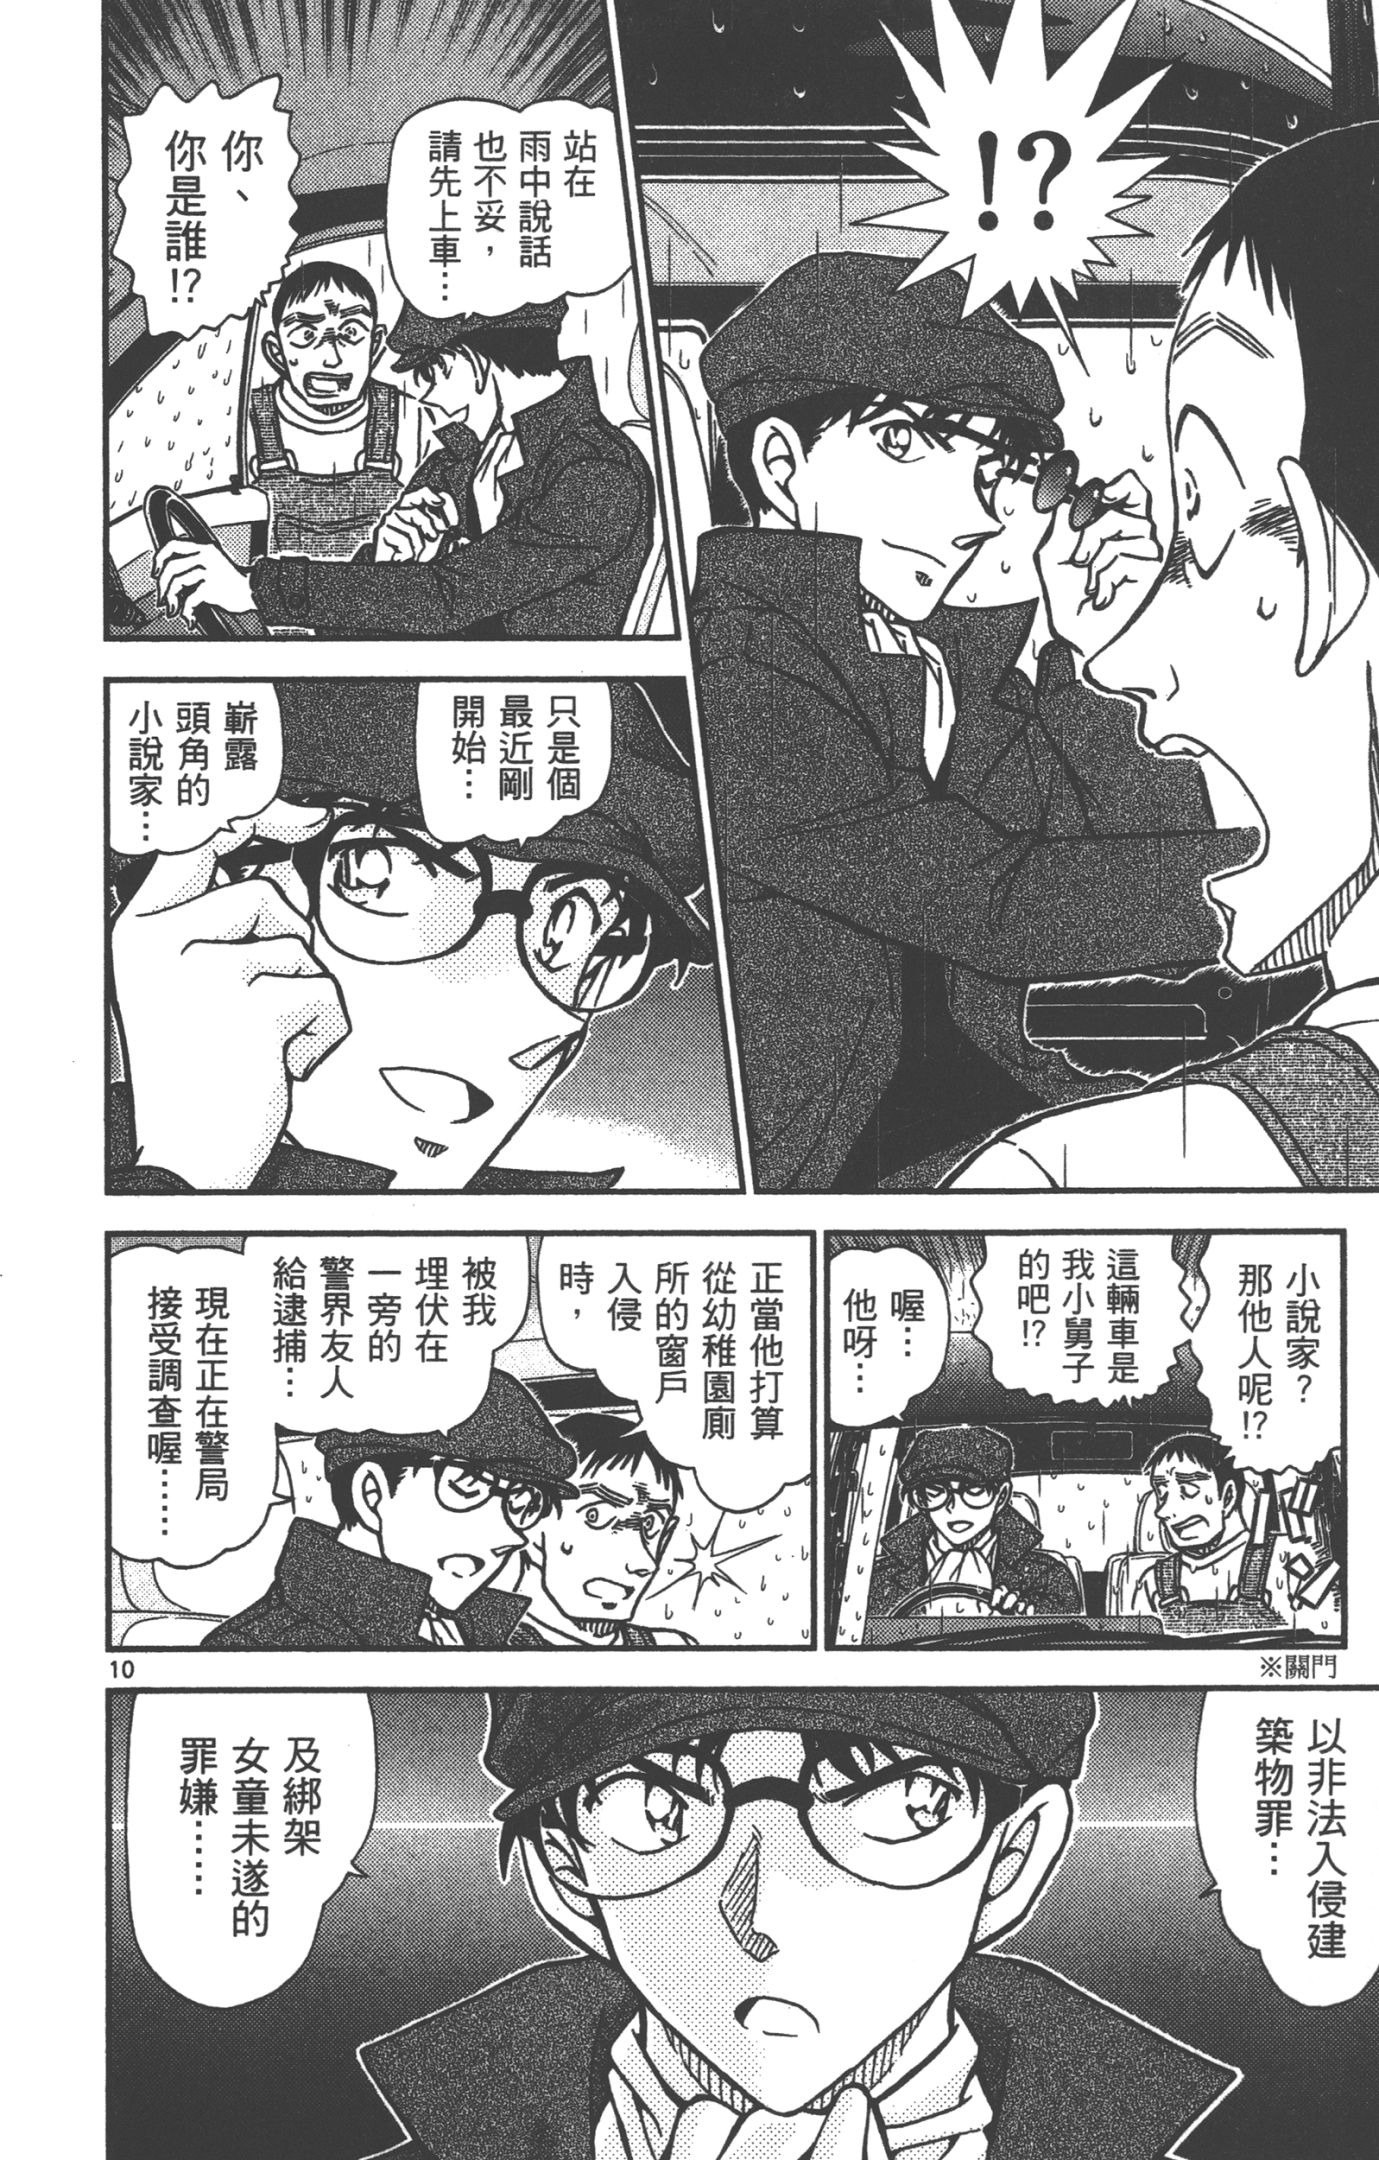 !?
站在
雨中說話
也不妥，
請先上車…
你、
你是誰!?
只是個
最近剛
開始…
嶄露
頭角的
小說家…
小說家？
那他人呢!?
這輛車是
我小舅子
的吧!?
喔…
他呀…
※關門
正當他打算
從幼稚園廁
所的窗戶
入侵
時，
被我
埋伏在
一旁的
警界友人
給逮捕…
現在正在警局
接受調查喔……
10
以非法入侵建
築物罪…
及綁架
女童未遂的
罪嫌……